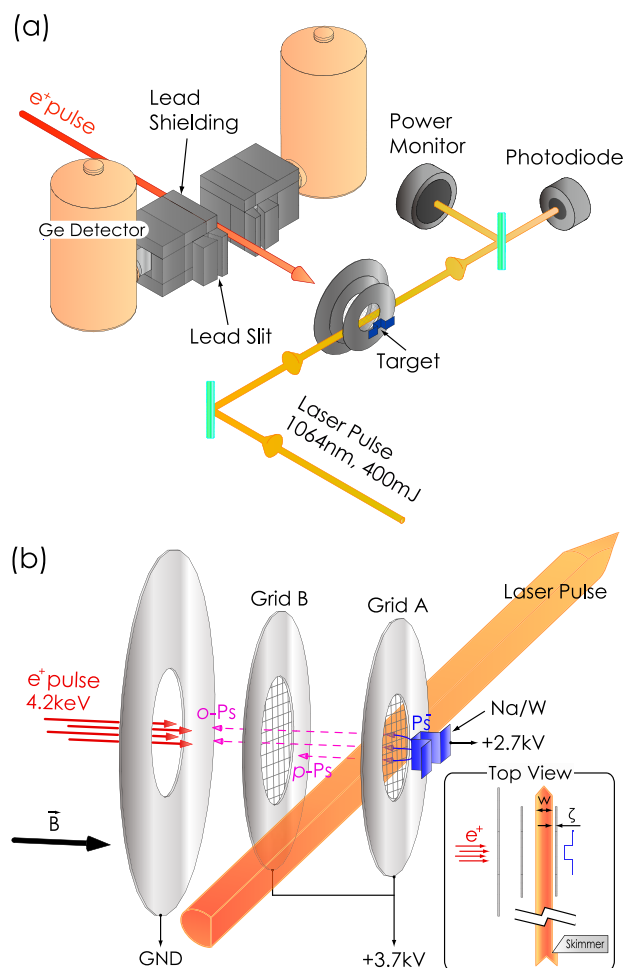 (a)
e⁺pulse
Lead
Shielding
Power
Monitor
Photodiode
Ge Detector
Lead Slit
Target
Laser Pulse
1064nm, 400mJ
(b)
Laser Pulse
Grid B
Grid A
e⁺pulse
4.2keV
o-Ps
Ps⁻
Na/W
+2.7kV
p-Ps
Top View
w
ζ
e⁺
B⃗
Skimmer
GND
+3.7kV